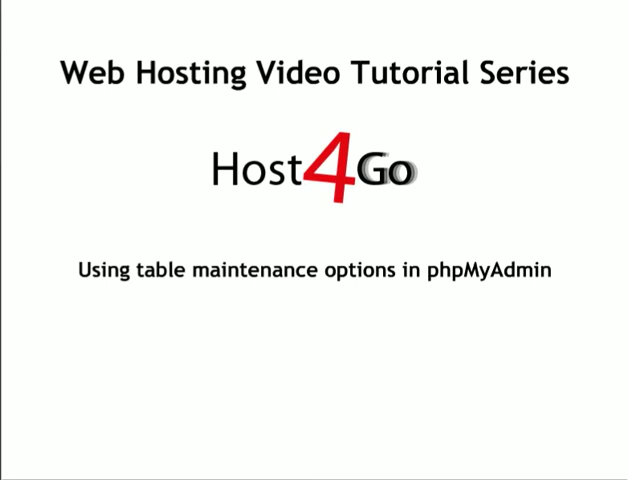 Web Hosting Video Tutorial Series
Host4Go
Using table maintenance options in phpMyAdmin